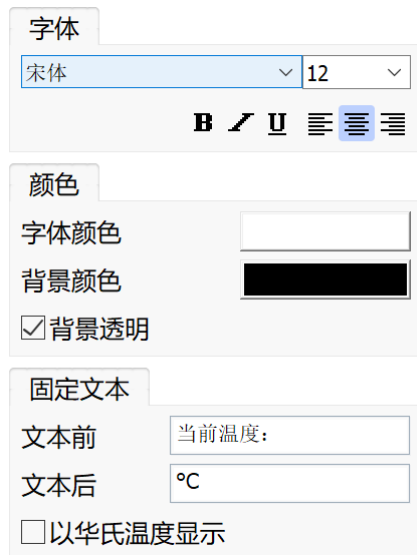 字体
宋体 12
B I U
颜色
字体颜色
背景颜色
背景透明
固定文本
文本前 当前温度：
文本后 °C
以华氏温度显示